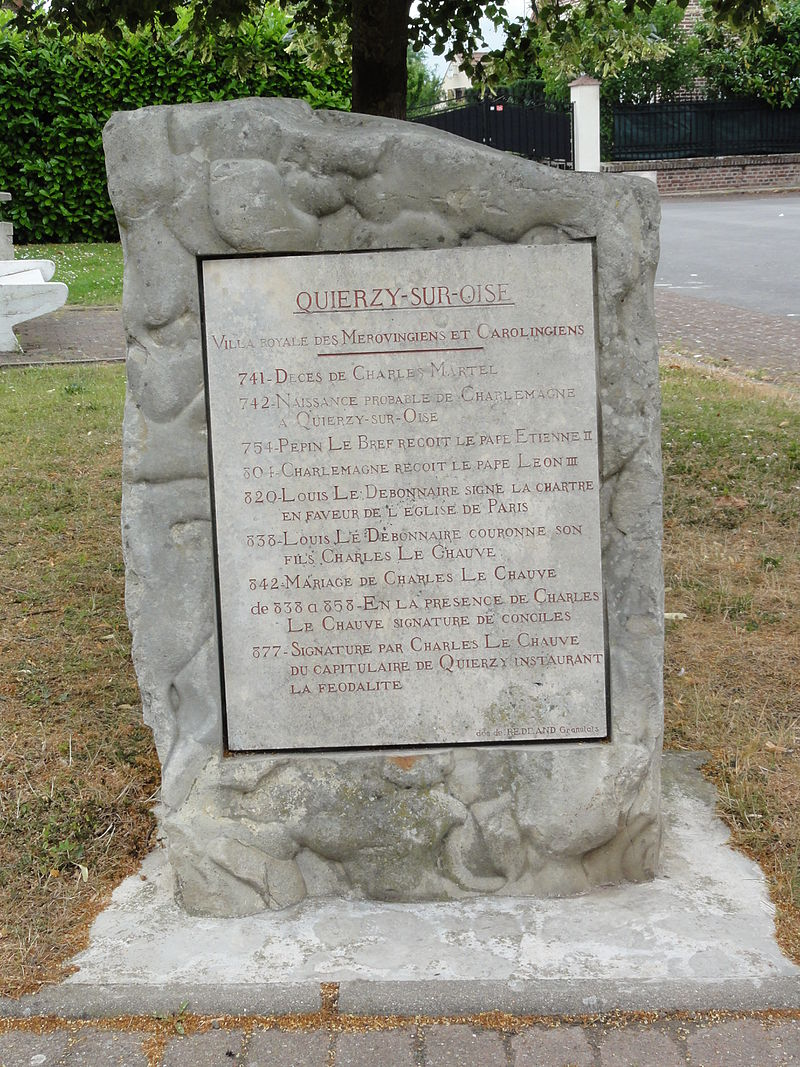 QUIERZY-SUR-OISE
VILLA ROYALE DES MEROVINGIENS ET CAROLINGIENS
741-DECES DE CHARLES MARTEL
742-NAISSANCE PROBABLE DE CHARLEMAGNE
A QUIERZY-SUR-OISE
754-PEPIN LE BREF RECOIT LE PAPE ETIENNE II
804-CHARLEMAGNE RECOIT LE PAPE LEON III
820-LOUIS LE DEBONNAIRE SIGNE LA CHARTRE
EN FAVEUR DE L'EGLISE DE PARIS
838-LOUIS LE DEBONNAIRE COURONNE SON
FILS CHARLES LE CHAUVE
842-MARIAGE DE CHARLES LE CHAUVE
de 838 a 858-EN LA PRESENCE DE CHARLES
LE CHAUVE SIGNATURE DE CONCILES
877-SIGNATURE PAR CHARLES LE CHAUVE
DU CAPITULAIRE DE QUIERZY INSTAURANT
LA FEODALITE
don de